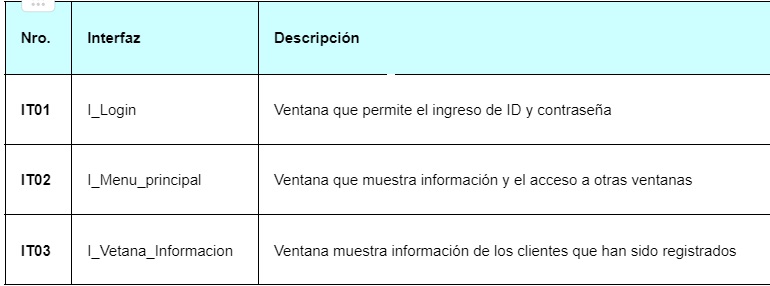 Nro. Interfaz Descripción
IT01 I_Login Ventana que permite el ingreso de ID y contraseña
IT02 I_Menu_principal Ventana que muestra información y el acceso a otras ventanas
IT03 I_Vetana_Informacion Ventana muestra información de los clientes que han sido registrados